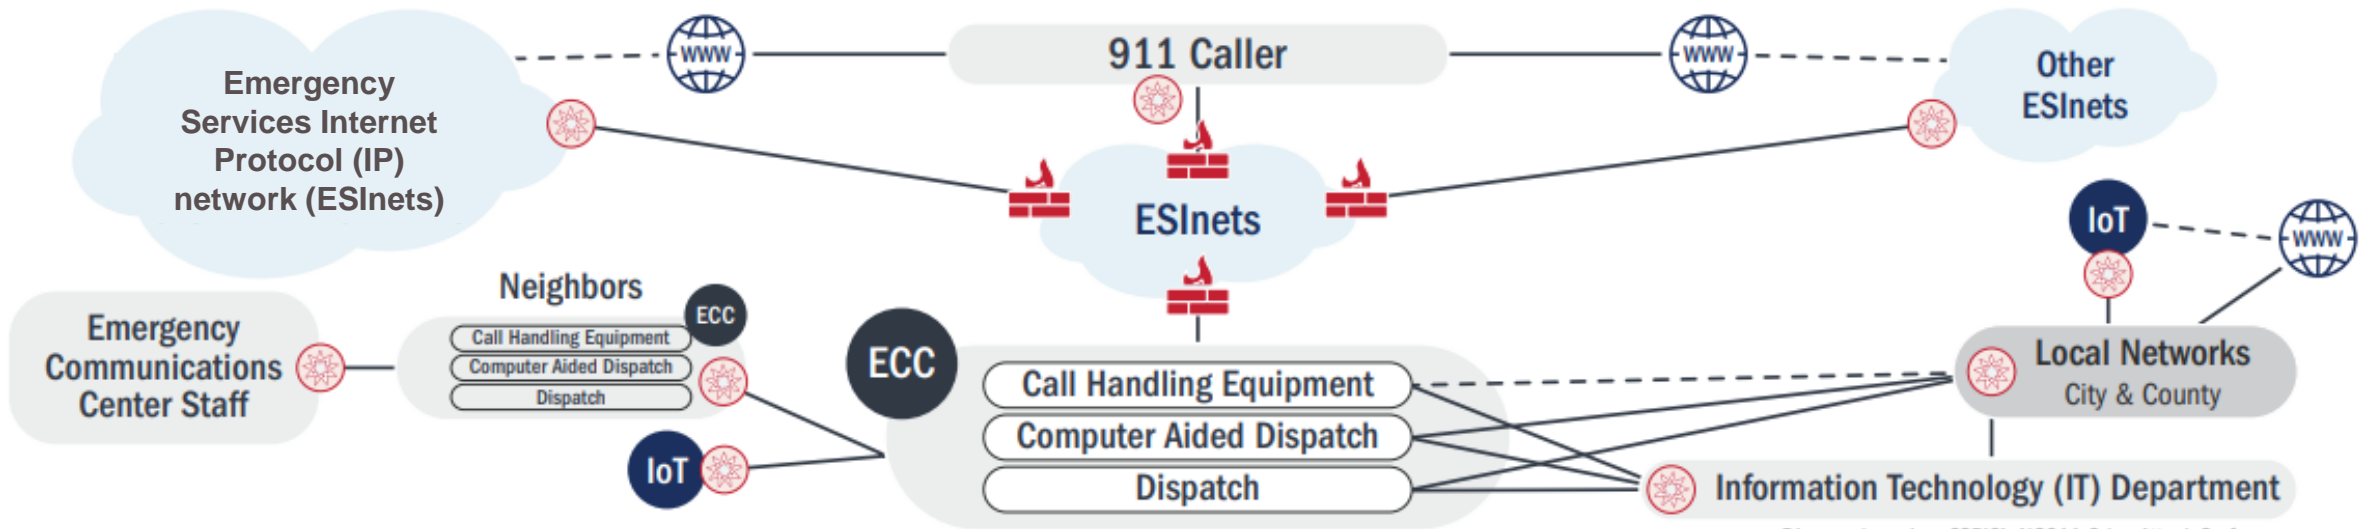 911 Caller
WWW
WWW
Emergency
Services Internet
Protocol (IP)
network (ESInets)
Other
ESInets
ESInets
IoT
WWW
Neighbors
ECC
Call Handling Equipment
Computer Aided Dispatch
Dispatch
Emergency
Communications
Center Staff
IoT
ECC
Call Handling Equipment
Computer Aided Dispatch
Dispatch
Local Networks
City & County
Information Technology (IT) Department